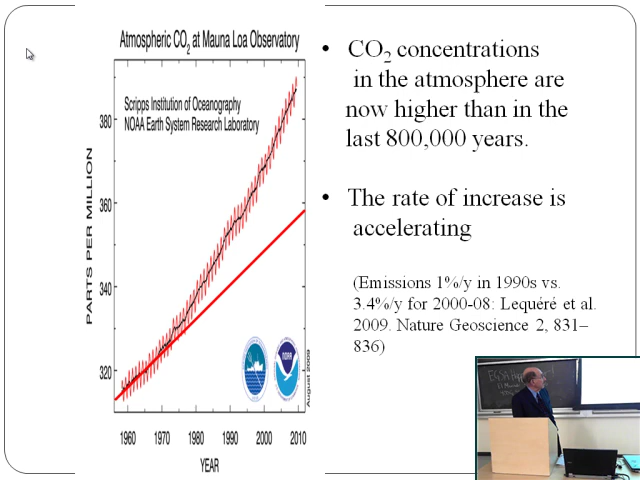 Atmospheric CO2 at Mauna Loa Observatory
Scripps Institution of Oceanography
NOAA Earth System Research Laboratory
PARTS PER MILLION
380
360
340
320
1960 1970 1980 1990 2000 2010
YEAR
August 2009
NOAA
• CO2 concentrations
in the atmosphere are
now higher than in the
last 800,000 years.
• The rate of increase is
accelerating
(Emissions 1%/y in 1990s vs.
3.4%/y for 2000-08: Lequéré et al.
2009. Nature Geoscience 2, 831–
836)